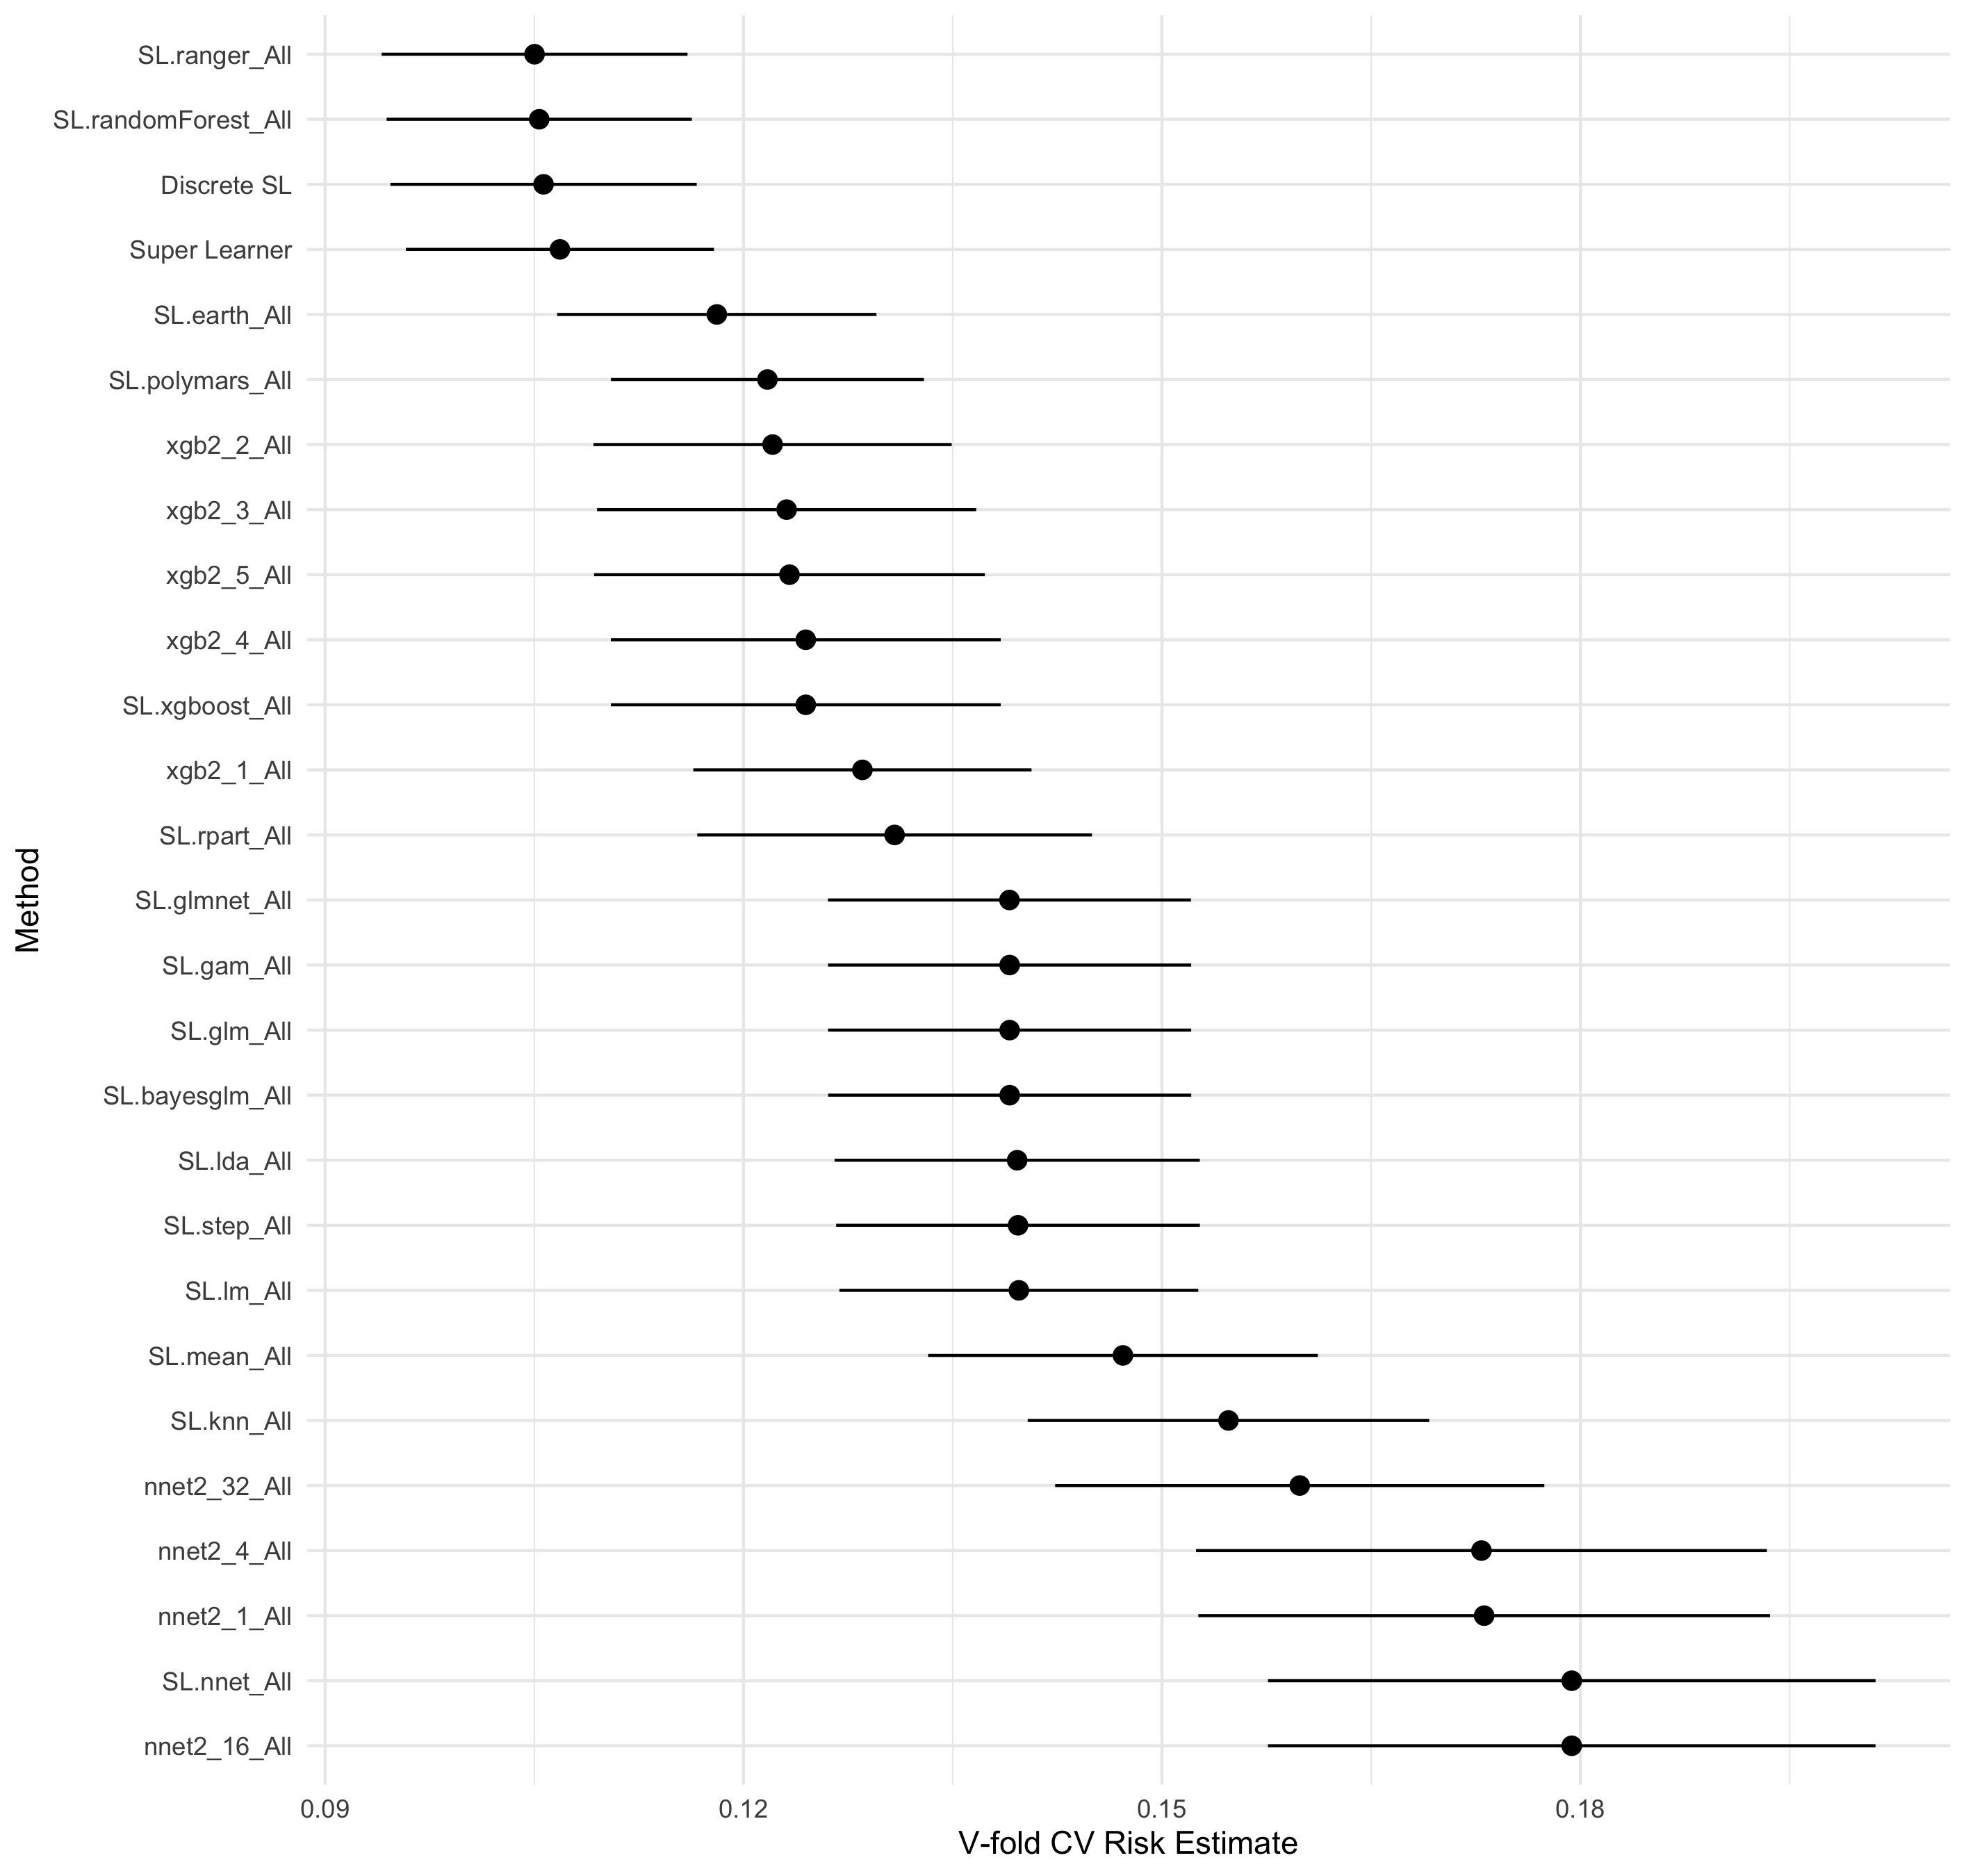 SL.ranger_All
SL.randomForest_All
Discrete SL
Super Learner
SL.earth_All
SL.polymars_All
xgb2_2_All
xgb2_3_All
xgb2_5_All
xgb2_4_All
SL.xgboost_All
xgb2_1_All
SL.rpart_All
SL.glmnet_All
SL.gam_All
SL.glm_All
SL.bayesglm_All
SL.lda_All
SL.step_All
SL.lm_All
SL.mean_All
SL.knn_All
nnet2_32_All
nnet2_4_All
nnet2_1_All
SL.nnet_All
nnet2_16_All
Method
0.09 0.12 0.15 0.18
V-fold CV Risk Estimate